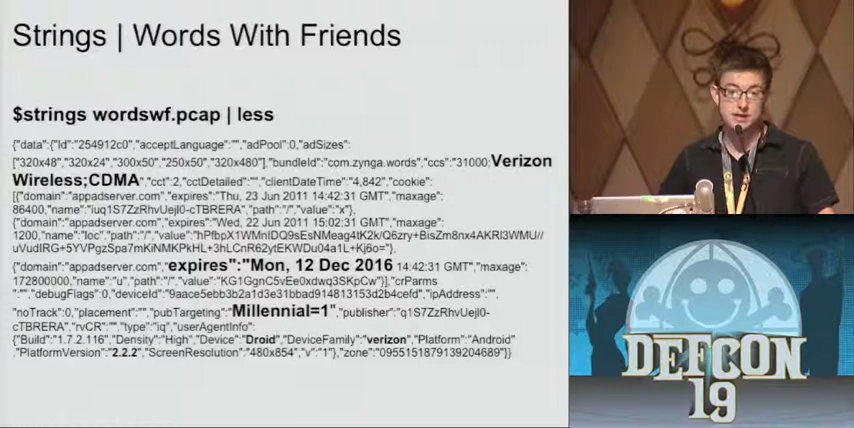 Strings | Words With Friends
$strings wordswf.pcap | less
{"data":{"Id":"254912c0","acceptLanguage":"","adPool":0,"adSizes":
["320x48","320x24","300x50","250x50","320x480"],"bundleId":"com.zynga.words","ccs":"31000;Verizon
Wireless;CDMA","cct":2,"cctDetailed":"","clientDateTime":"4,842","cookie":
[{"domain":"appadserver.com","expires":"Thu, 23 Jun 2011 14:42:31 GMT","maxage":
86400,"name":"iuq1S7ZzRhvUejI0-cTBRERA","path":"/","value":"x"},
{"domain":"appadserver.com","expires":"Wed, 22 Jun 2011 15:02:31 GMT","maxage":
1200,"name":"loc","path":"/","value":"hPfbpX1WMnIDQ9sEsNMeag4tK2k/Q6zry+BisZm8nx4AKRI3WMU//
uVudIRG+5YVPgzSpa7mKiNMKPkHL+3hLCnR62ytEKWDu04a1L+Kj6o="},
{"domain":"appadserver.com","expires":"Mon, 12 Dec 2016 14:42:31 GMT","maxage":
172800000,"name":"u","path":"/","value":"KG1GgnC5vEe0xdwq3SKpCw"}],"crParms
":"","debugFlags":0,"deviceId":"9aace5ebb3b2a1d3e31bbad914813153d2b4cefd","ipAddress":"",
"noTrack":0,"placement":"","pubTargeting":"Millennial=1","publisher":"q1S7ZzRhvUejI0-
cTBRERA","rvCR":"","type":"iq","userAgentInfo":
{"Build":"1.7.2.116","Density":"High","Device":"Droid","DeviceFamily":"verizon","Platform":"Android"
,"PlatformVersion":"2.2.2","ScreenResolution":"480x854","v":"1"},"zone":"0955151879139204689"}}
DEFCON
19